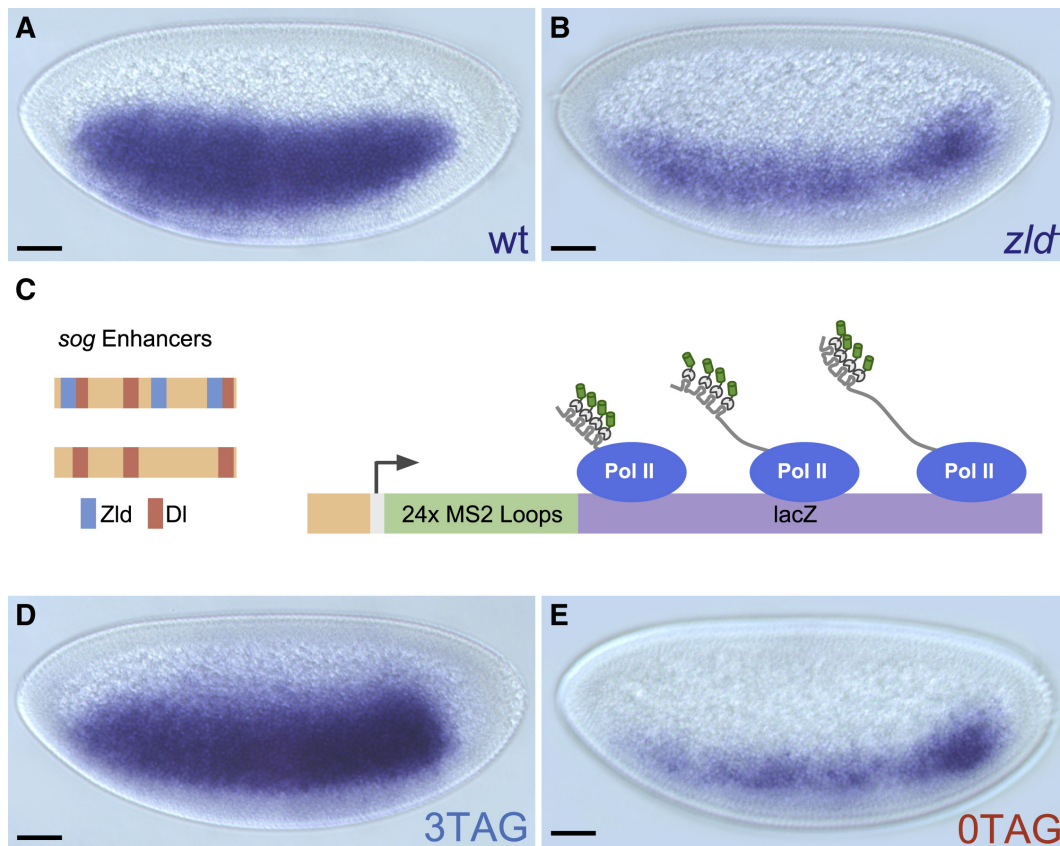 A
wt
B
zld-
C
sog Enhancers
Zld
Dl
24x MS2 Loops
Pol II
Pol II
Pol II
lacZ
D
3TAG
E
0TAG